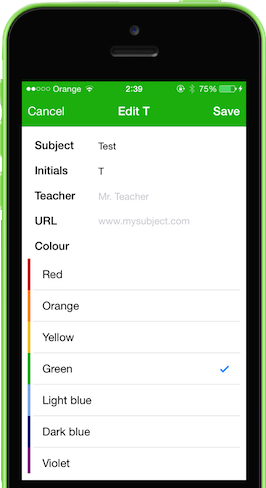 Orange 2:39 75%
Cancel Edit T Save
Subject Test
Initials T
Teacher Mr. Teacher
URL www.mysubject.com
Colour
Red
Orange
Yellow
Green
Light blue
Dark blue
Violet